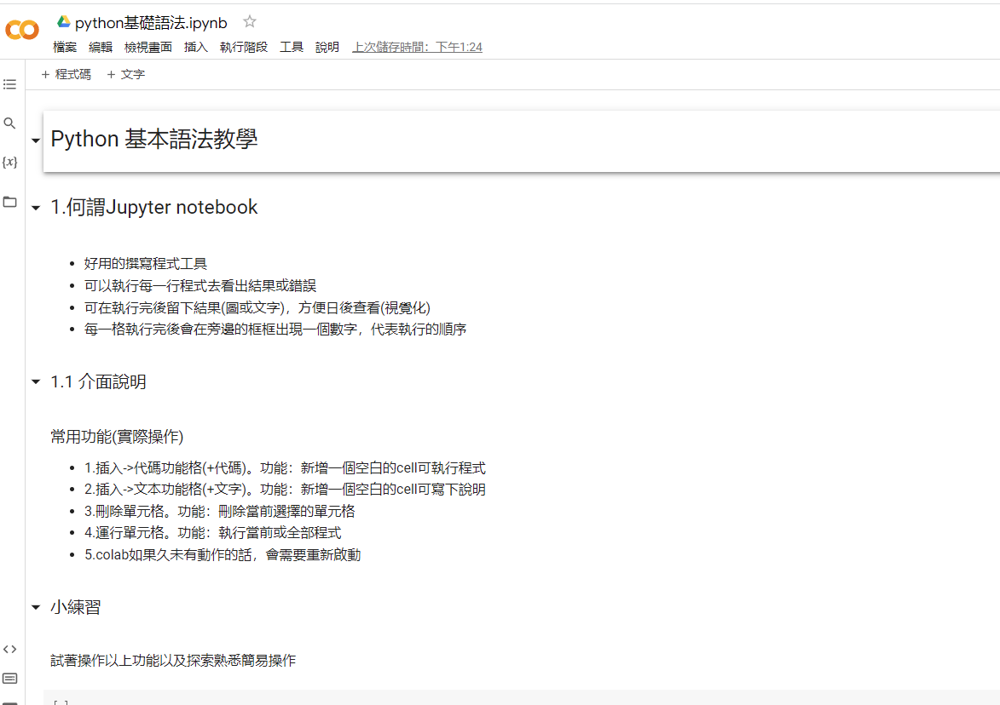 python基礎語法.ipynb
檔案 編輯 檢視畫面 插入 執行階段 工具 說明 上次儲存時間：下午1:24
+ 程式碼 + 文字
Python 基本語法教學
{x}
1.何謂Jupyter notebook
好用的撰寫程式工具
可以執行每一行程式去看出結果或錯誤
可在執行完後留下結果(圖或文字)，方便日後查看(視覺化)
每一格執行完後會在旁邊的框框出現一個數字，代表執行的順序
1.1 介面說明
常用功能(實際操作)
1.插入->代碼功能格(+代碼)。功能：新增一個空白的cell可執行程式
2.插入->文本功能格(+文字)。功能：新增一個空白的cell可寫下說明
3.刪除單元格。功能：刪除當前選擇的單元格
4.運行單元格。功能：執行當前或全部程式
5.colab如果久未有動作的話，會需要重新啟動
小練習
試著操作以上功能以及探索熟悉簡易操作
[ ]